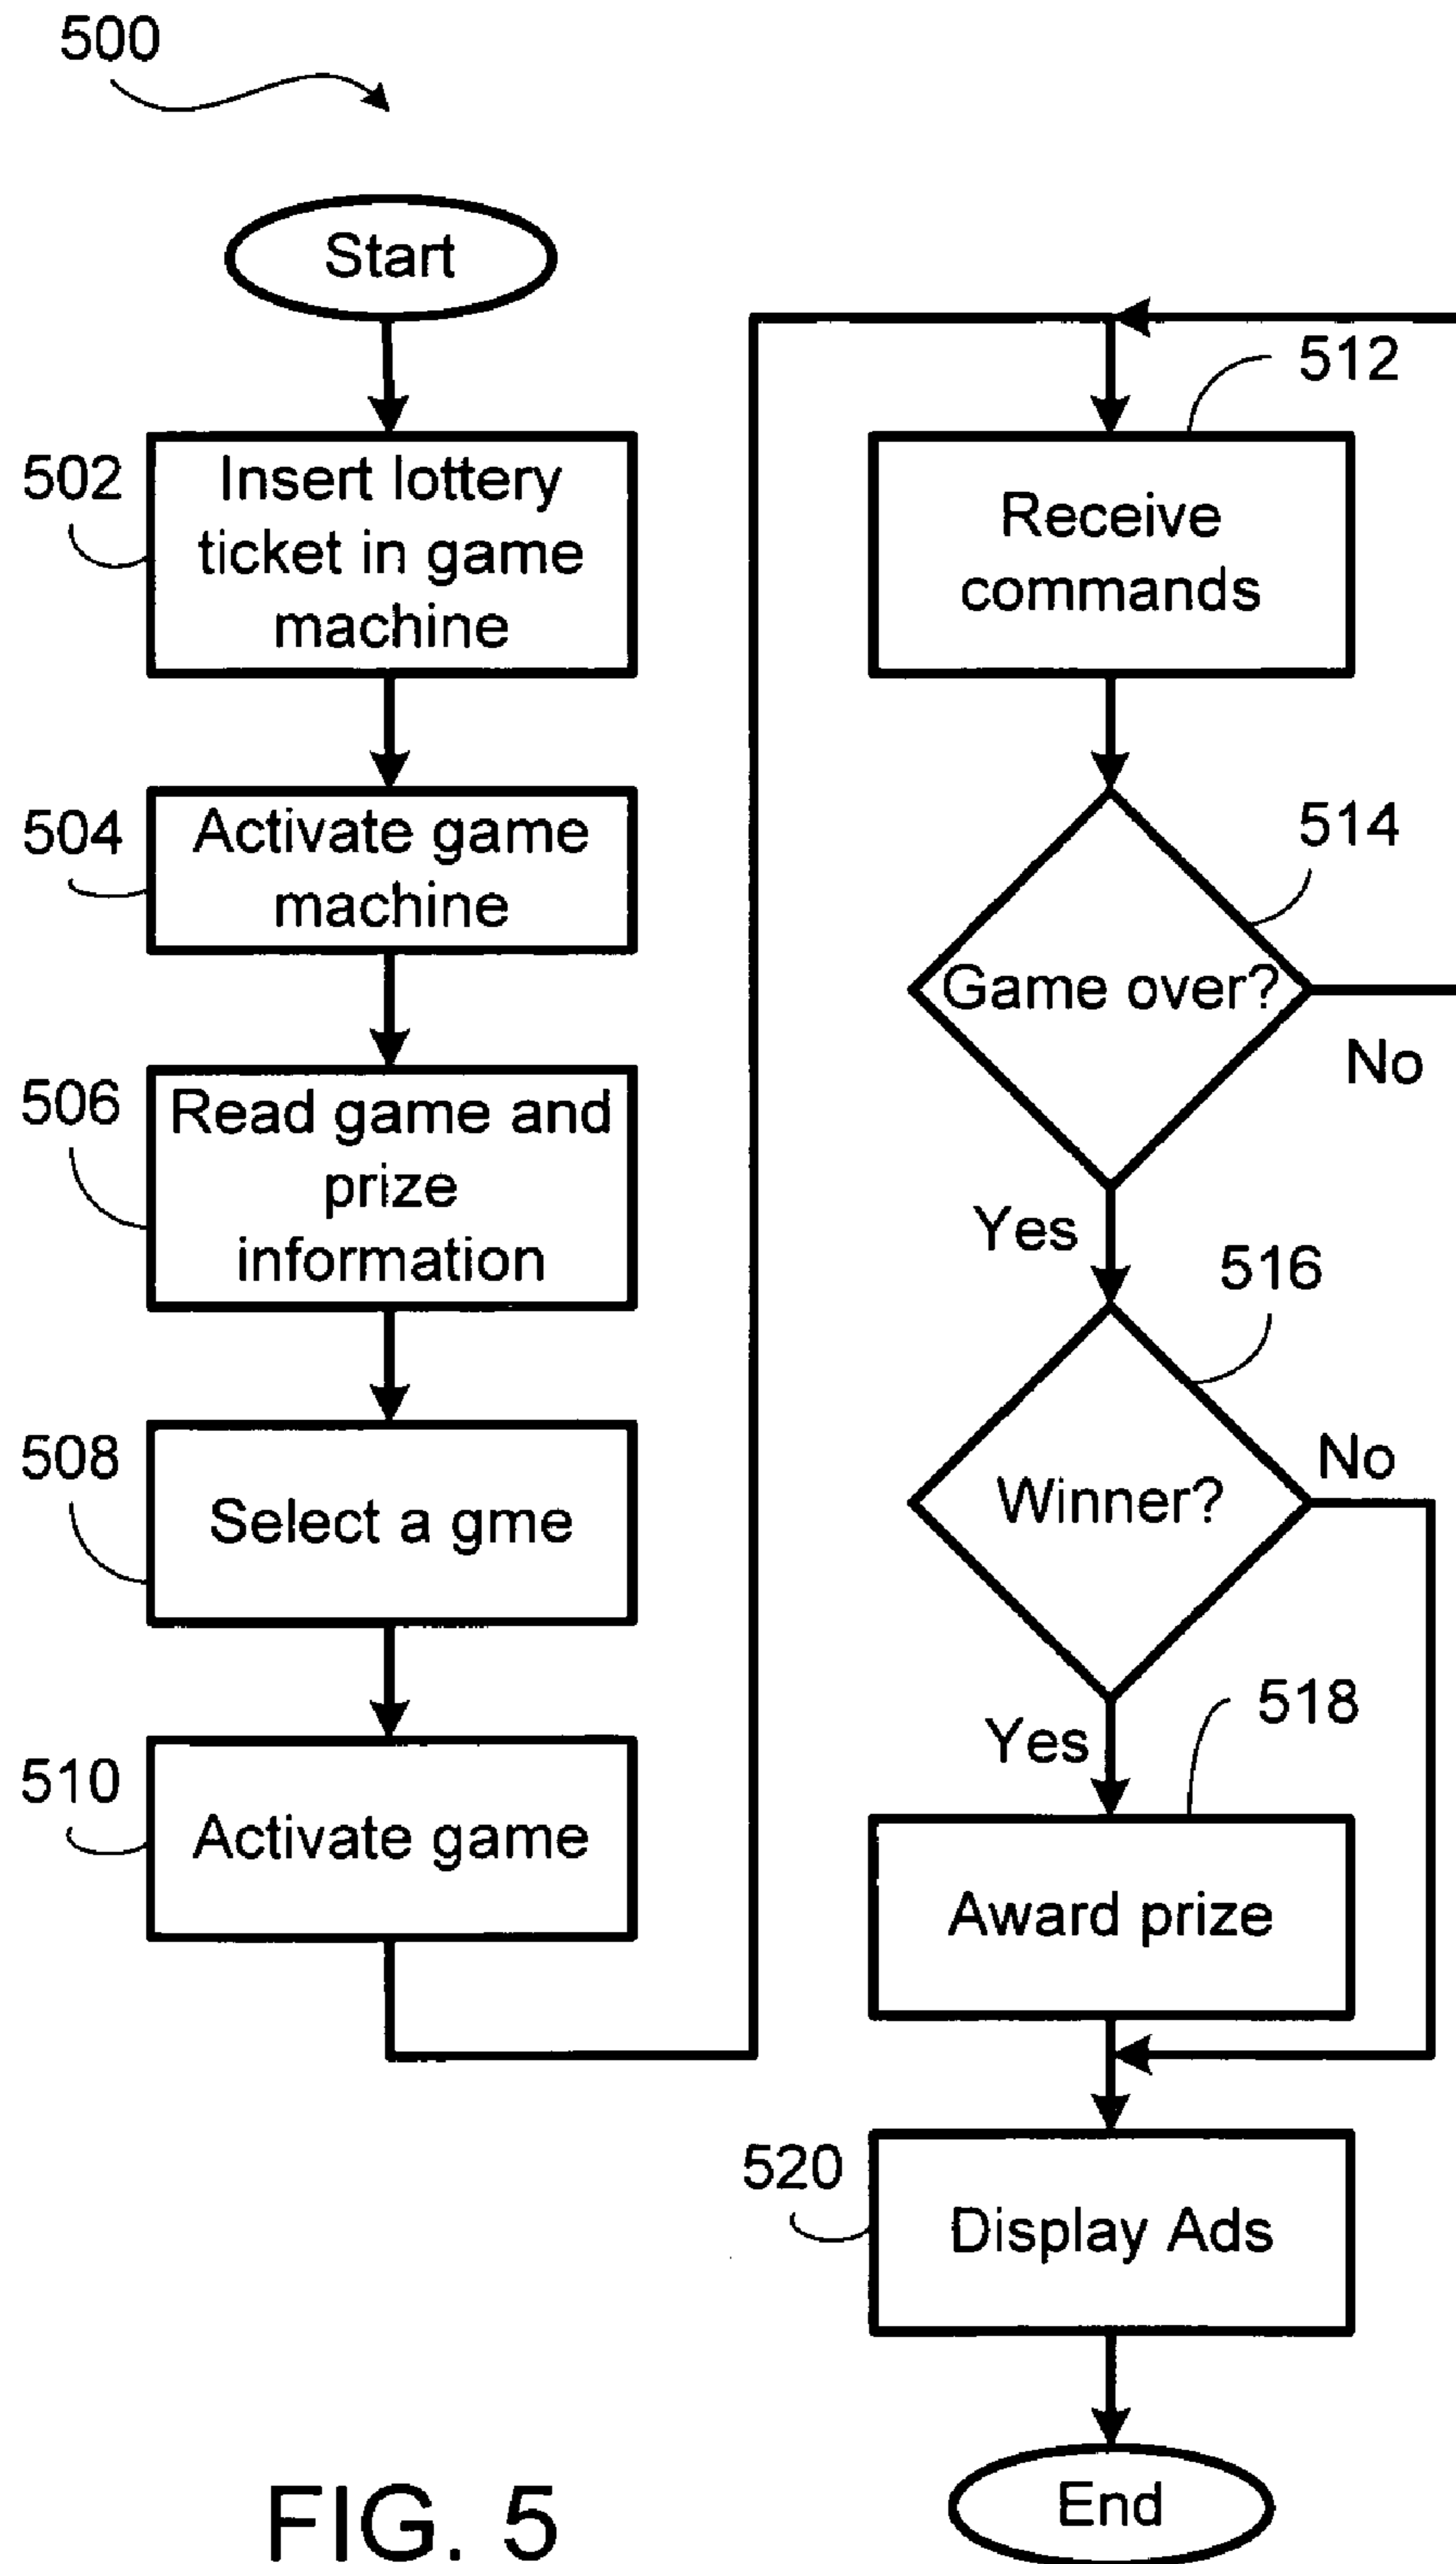 500
Start
502
Insert lottery
ticket in game
machine
504
Activate game
machine
506
Read game and
prize
information
508
Select a gme
510
Activate game
512
Receive
commands
514
Game over?
No
Yes
516
Winner?
No
Yes
518
Award prize
520
Display Ads
End
FIG. 5